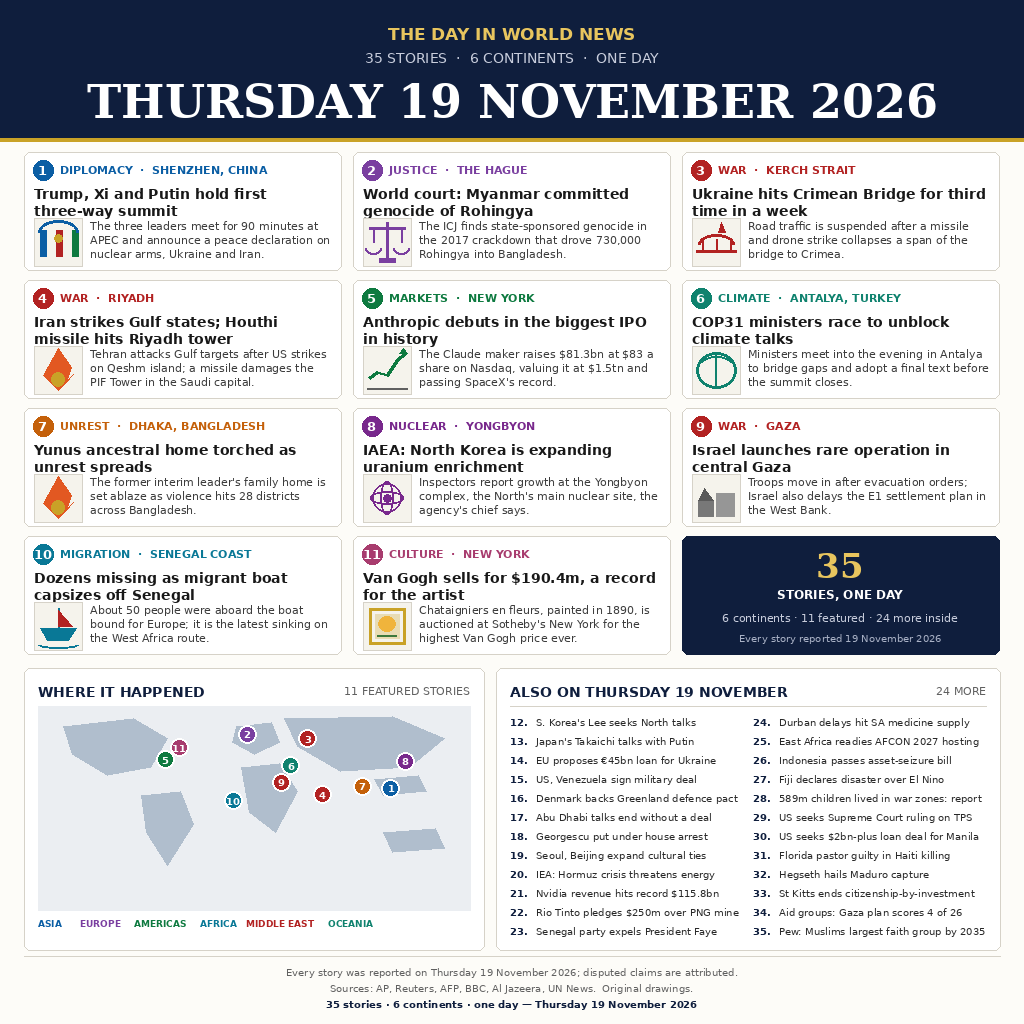 THE DAY IN WORLD NEWS
35 STORIES · 6 CONTINENTS · ONE DAY
THURSDAY 19 NOVEMBER 2026
1 DIPLOMACY · SHENZHEN, CHINA
Trump, Xi and Putin hold first
three-way summit
The three leaders meet for 90 minutes at
APEC and announce a peace declaration on
nuclear arms, Ukraine and Iran.
2 JUSTICE · THE HAGUE
World court: Myanmar committed
genocide of Rohingya
The ICJ finds state-sponsored genocide in
the 2017 crackdown that drove 730,000
Rohingya into Bangladesh.
3 WAR · KERCH STRAIT
Ukraine hits Crimean Bridge for third
time in a week
Road traffic is suspended after a missile
and drone strike collapses a span of the
bridge to Crimea.
4 WAR · RIYADH
Iran strikes Gulf states; Houthi
missile hits Riyadh tower
Tehran attacks Gulf targets after US strikes
on Qeshm island; a missile damages the
PIF Tower in the Saudi capital.
5 MARKETS · NEW YORK
Anthropic debuts in the biggest IPO
in history
The Claude maker raises $81.3bn at $83 a
share on Nasdaq, valuing it at $1.5tn and
passing SpaceX's record.
6 CLIMATE · ANTALYA, TURKEY
COP31 ministers race to unblock
climate talks
Ministers meet into the evening in Antalya
to bridge gaps and adopt a final text before
the summit closes.
7 UNREST · DHAKA, BANGLADESH
Yunus ancestral home torched as
unrest spreads
The former interim leader's family home is
set ablaze as violence hits 28 districts
across Bangladesh.
8 NUCLEAR · YONGBYON
IAEA: North Korea is expanding
uranium enrichment
Inspectors report growth at the Yongbyon
complex, the North's main nuclear site, the
agency's chief says.
9 WAR · GAZA
Israel launches rare operation in
central Gaza
Troops move in after evacuation orders;
Israel also delays the E1 settlement plan in
the West Bank.
10 MIGRATION · SENEGAL COAST
Dozens missing as migrant boat
capsizes off Senegal
About 50 people were aboard the boat
bound for Europe; it is the latest sinking on
the West Africa route.
11 CULTURE · NEW YORK
Van Gogh sells for $190.4m, a record
for the artist
Chataigniers en fleurs, painted in 1890, is
auctioned at Sotheby's New York for the
highest Van Gogh price ever.
35
STORIES, ONE DAY
6 continents · 11 featured · 24 more inside
Every story reported 19 November 2026
WHERE IT HAPPENED 11 FEATURED STORIES
11
2
3
5
6
8
9
10
4
7
1
ASIA EUROPE AMERICAS AFRICA MIDDLE EAST OCEANIA
ALSO ON THURSDAY 19 NOVEMBER 24 MORE
12. S. Korea's Lee seeks North talks
13. Japan's Takaichi talks with Putin
14. EU proposes €45bn loan for Ukraine
15. US, Venezuela sign military deal
16. Denmark backs Greenland defence pact
17. Abu Dhabi talks end without a deal
18. Georgescu put under house arrest
19. Seoul, Beijing expand cultural ties
20. IEA: Hormuz crisis threatens energy
21. Nvidia revenue hits record $115.8bn
22. Rio Tinto pledges $250m over PNG mine
23. Senegal party expels President Faye
24. Durban delays hit SA medicine supply
25. East Africa readies AFCON 2027 hosting
26. Indonesia passes asset-seizure bill
27. Fiji declares disaster over El Nino
28. 589m children lived in war zones: report
29. US seeks Supreme Court ruling on TPS
30. US seeks $2bn-plus loan deal for Manila
31. Florida pastor guilty in Haiti killing
32. Hegseth hails Maduro capture
33. St Kitts ends citizenship-by-investment
34. Aid groups: Gaza plan scores 4 of 26
35. Pew: Muslims largest faith group by 2035
Every story was reported on Thursday 19 November 2026; disputed claims are attributed.
Sources: AP, Reuters, AFP, BBC, Al Jazeera, UN News. Original drawings.
35 stories · 6 continents · one day — Thursday 19 November 2026